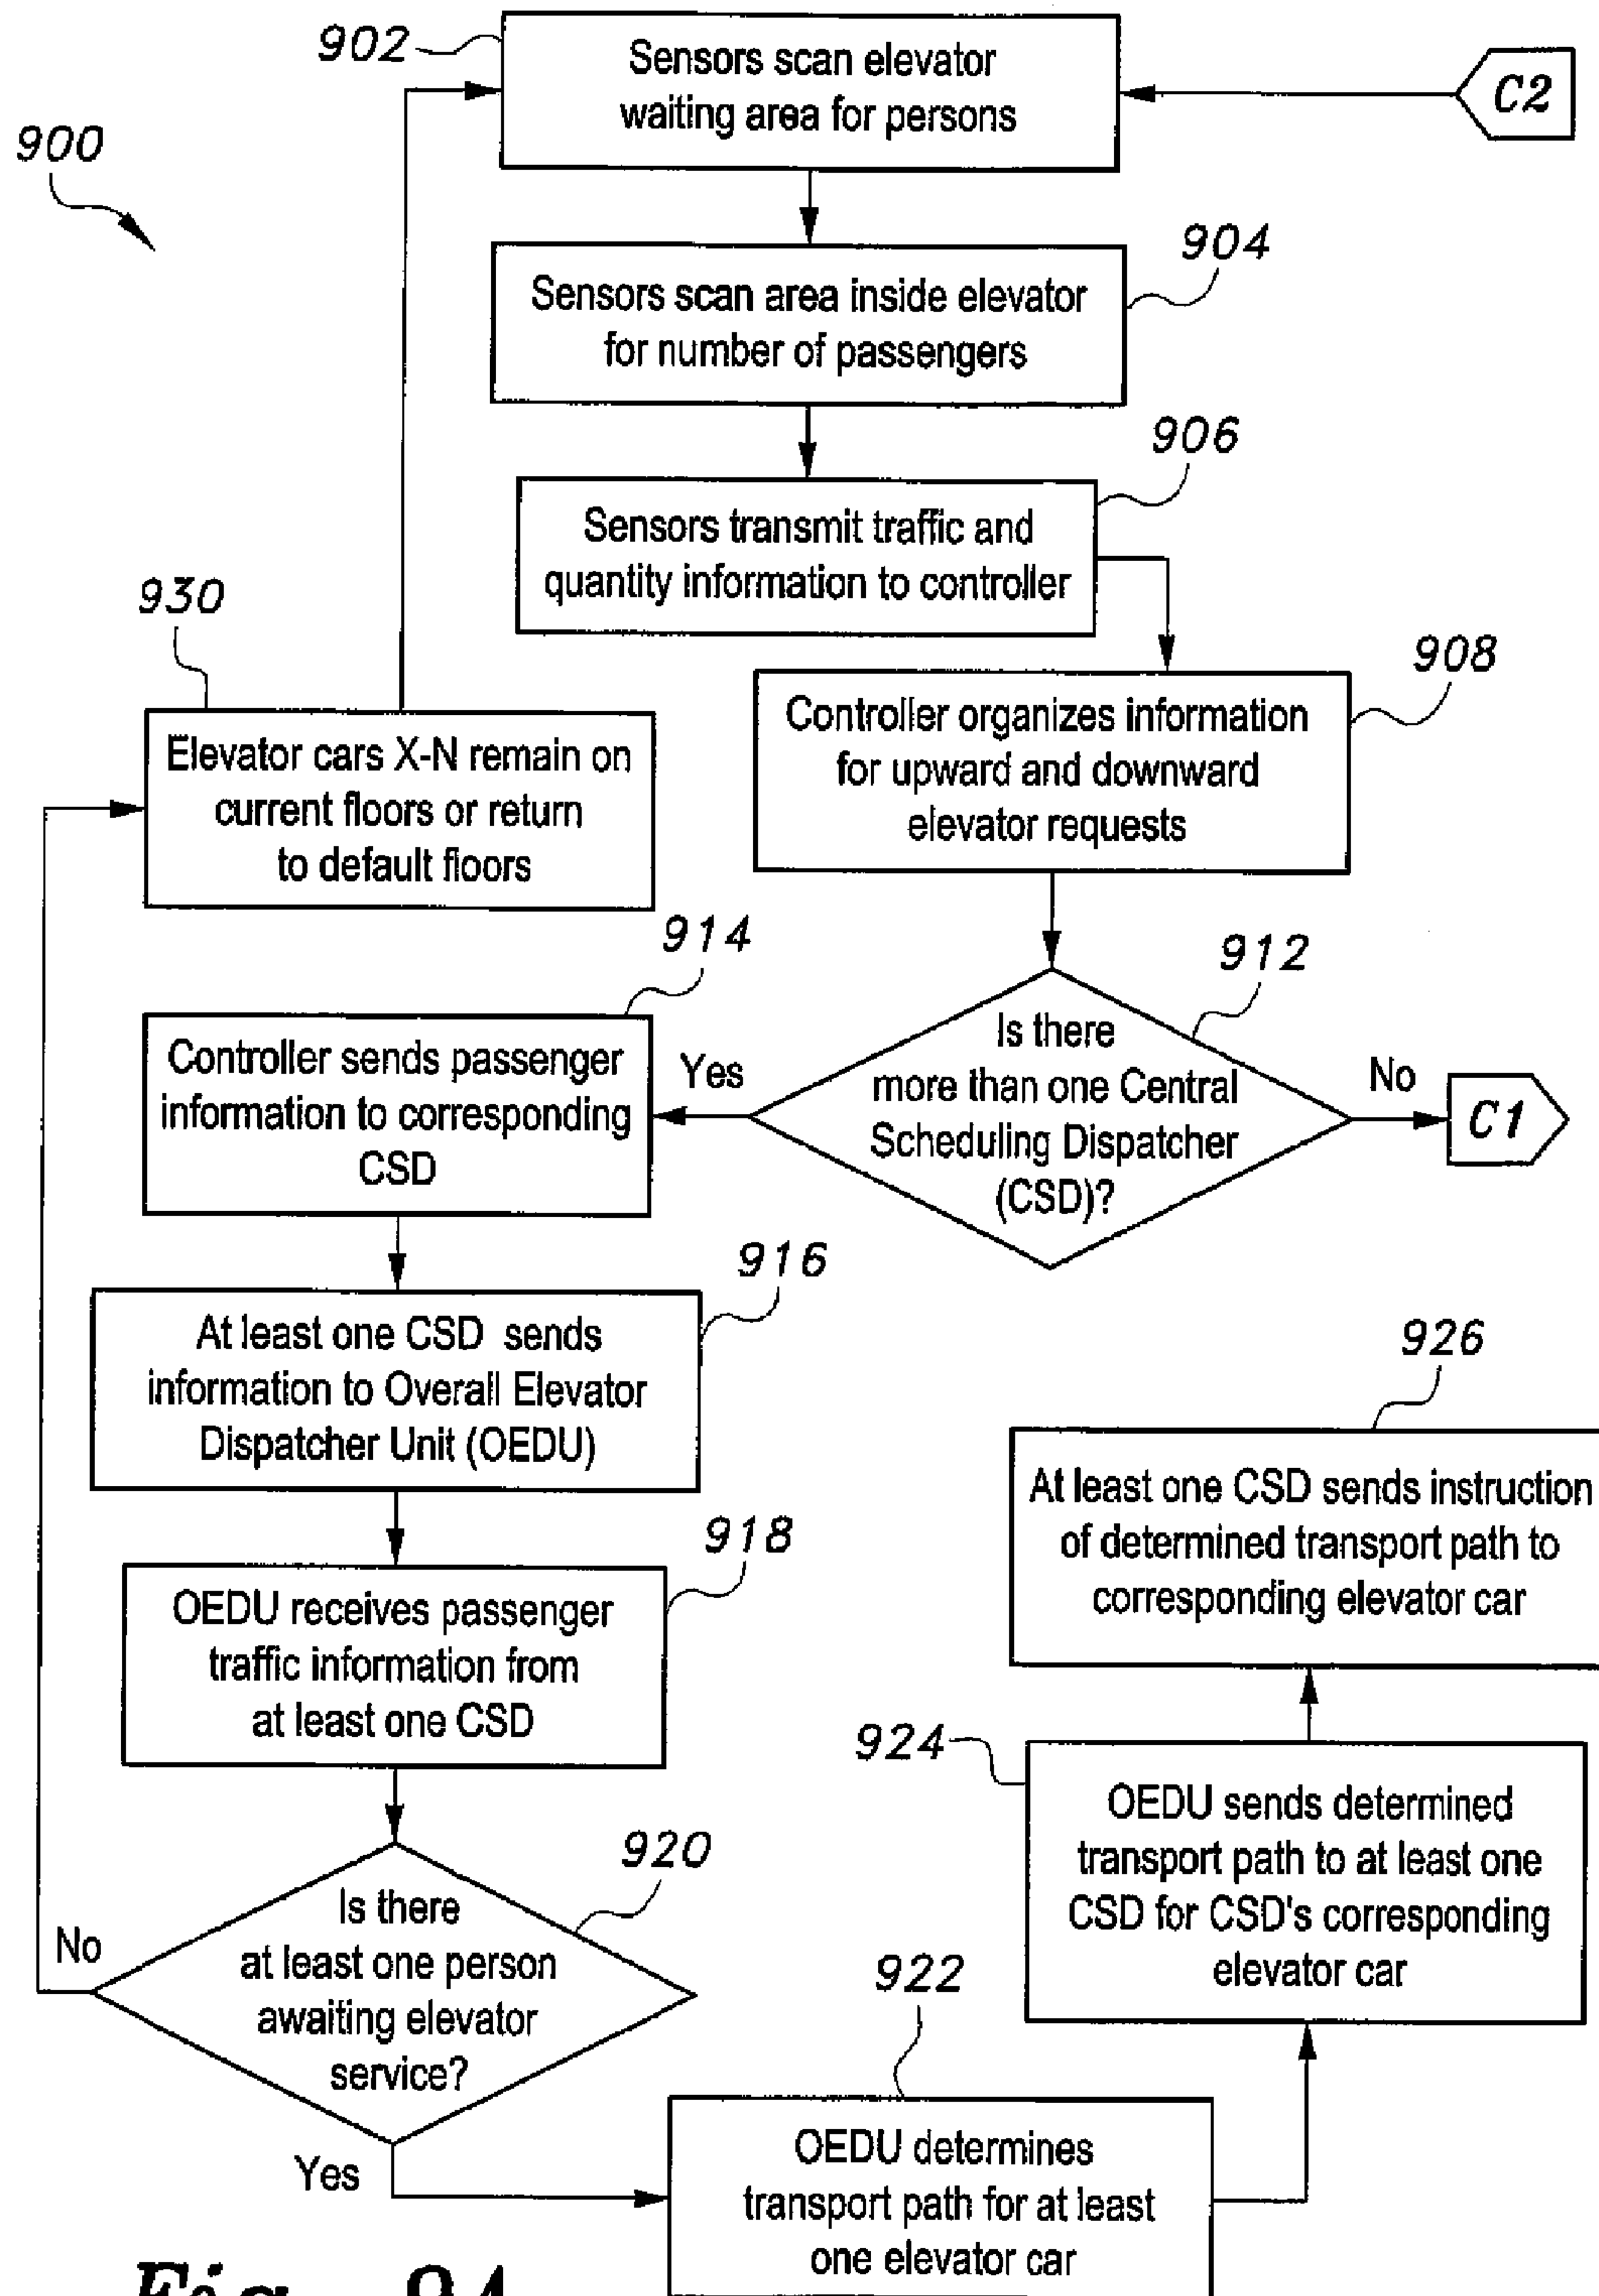 902
Sensors scan elevator
waiting area for persons
C2
900
904
Sensors scan area inside elevator
for number of passengers
906
Sensors transmit traffic and
quantity information to controller
930
908
Elevator cars X-N remain on
current floors or return
to default floors
Controller organizes information
for upward and downward
elevator requests
914
912
Controller sends passenger
information to corresponding
CSD
Yes
Is there
more than one Central
Scheduling Dispatcher
(CSD)?
No
C1
916
At least one CSD sends
information to Overall Elevator
Dispatcher Unit (OEDU)
926
At least one CSD sends instruction
of determined transport path to
corresponding elevator car
918
OEDU receives passenger
traffic information from
at least one CSD
924
OEDU sends determined
transport path to at least one
CSD for CSD's corresponding
elevator car
920
Is there
at least one person
awaiting elevator
service?
No
Yes
922
OEDU determines
transport path for at least
one elevator car
Fig. 9A